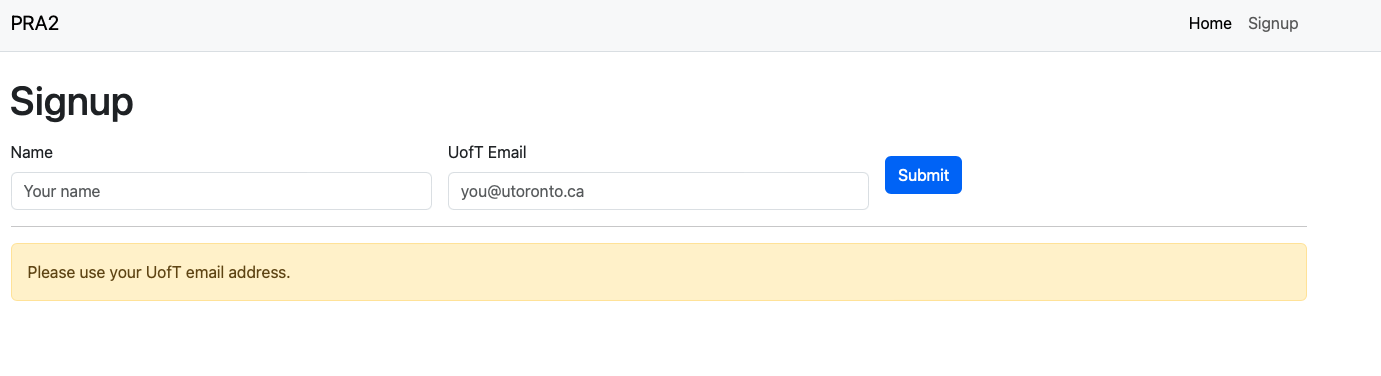 PRA2
Home Signup
Signup
Name
UofT Email
Your name
you@utoronto.ca
Submit
Please use your UofT email address.